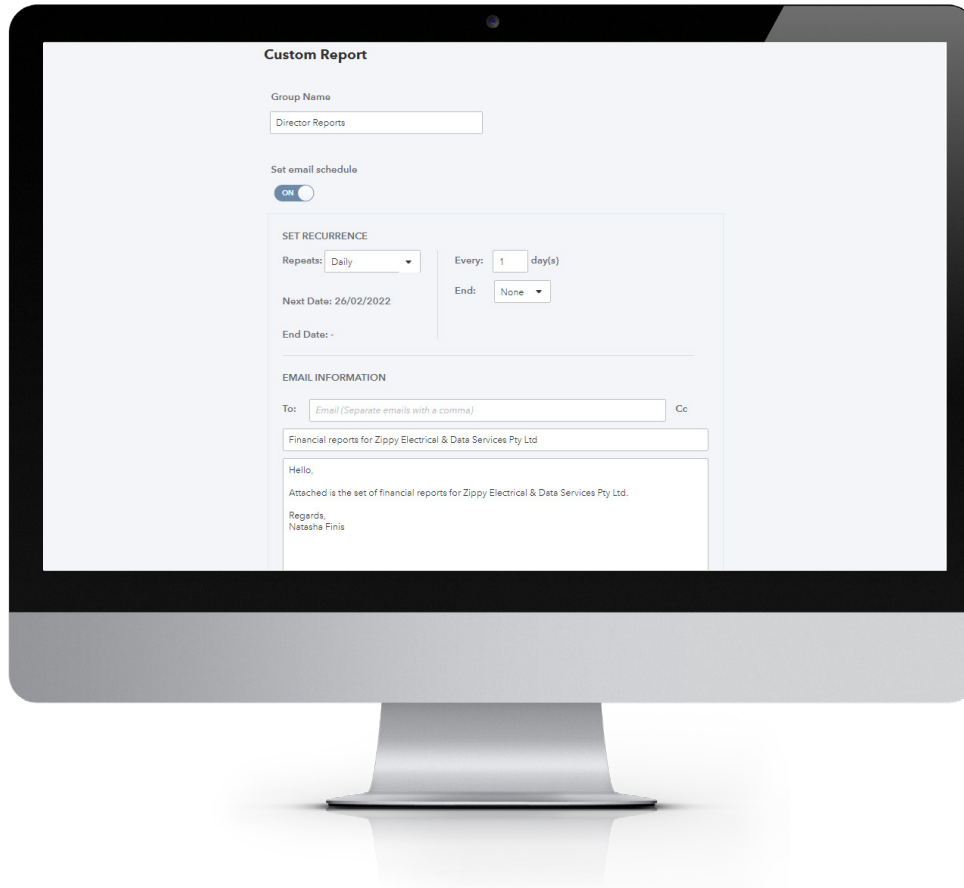 Custom Report
Group Name
Director Reports
Set email schedule
ON
SET RECURRENCE
Repeats: Daily
Every: 1 day(s)
End: None
Next Date: 26/02/2022
End Date: -
EMAIL INFORMATION
To: Email (Separate emails with a comma) Cc
Financial reports for Zippy Electrical & Data Services Pty Ltd
Hello,
Attached is the set of financial reports for Zippy Electrical & Data Services Pty Ltd.
Regards,
Natasha Finis